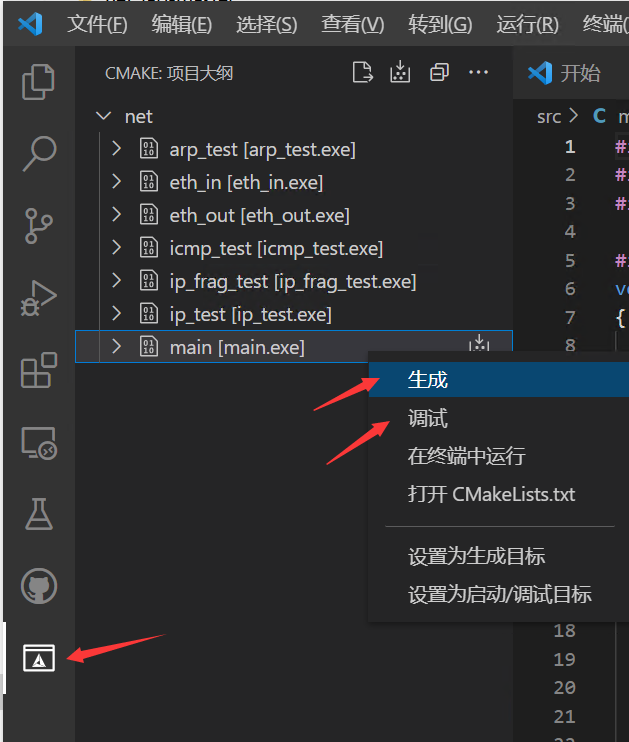 文件(F) 编辑(E) 选择(S) 查看(V) 转到(G) 运行(R) 终端(
CMAKE: 项目大纲
开始
net
src > C m
arp_test [arp_test.exe]
1 #
eth_in [eth_in.exe]
2 #
eth_out [eth_out.exe]
3 #
4
icmp_test [icmp_test.exe]
5 #
ip_frag_test [ip_frag_test.exe]
6 v
ip_test [ip_test.exe]
7 {
main [main.exe]
8
生成
调试
在终端中运行
打开 CMakeLists.txt
设置为生成目标
设置为启动/调试目标
18
19
20
21